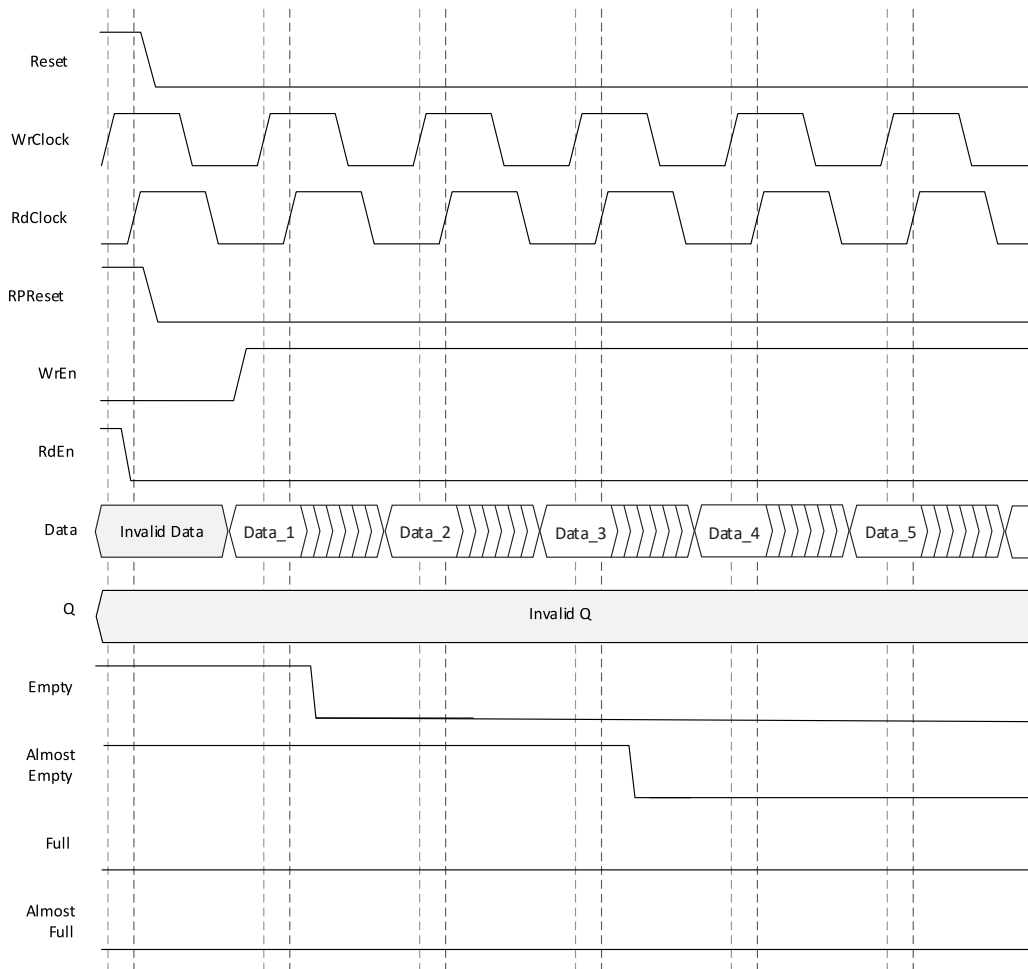 Reset
WrClock
RdClock
RPReset
WrEn
RdEn
Data
Invalid Data
Data_1
Data_2
Data_3
Data_4
Data_5
Q
Invalid Q
Empty
Almost
Empty
Full
Almost
Full